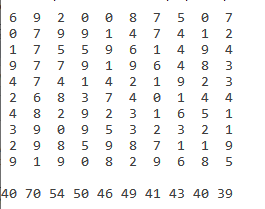 6 9 2 0 0 8 7 5 0 7
0 7 9 9 1 4 7 4 1 2
1 7 5 5 9 6 1 4 9 4
9 7 7 9 1 9 6 4 8 3
4 7 4 1 4 2 1 9 2 3
2 6 8 3 7 4 0 1 4 4
4 8 2 9 2 3 1 6 5 1
3 9 0 9 5 3 2 3 2 1
2 9 8 5 9 8 7 1 1 9
9 1 9 0 8 2 9 6 8 5
40 70 54 50 46 49 41 43 40 39